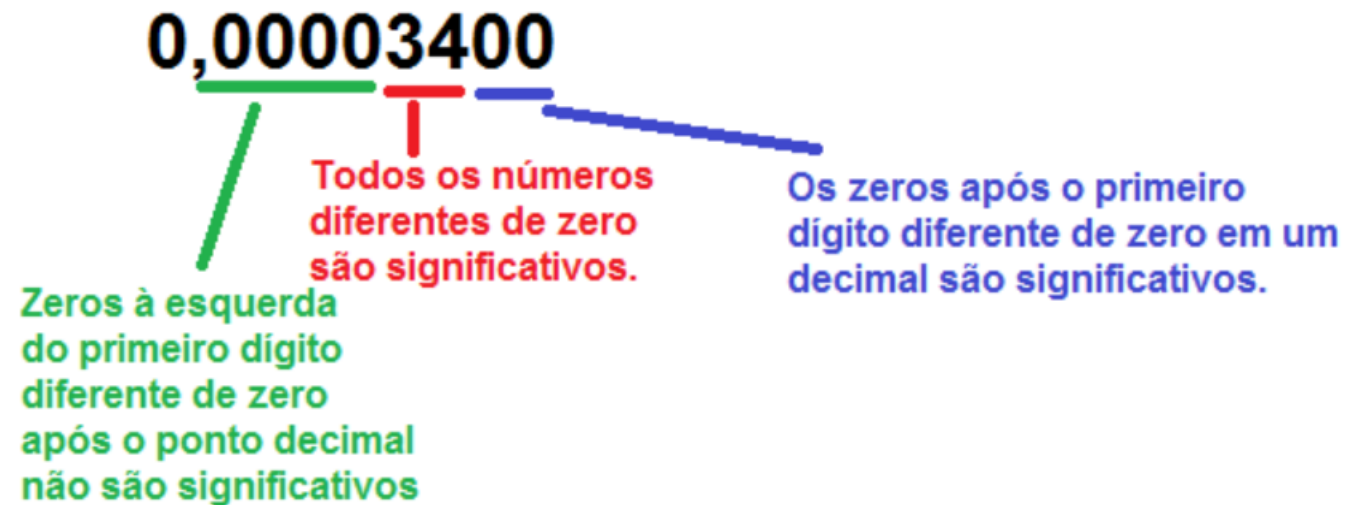 0,00003400
Todos os números
diferentes de zero
são significativos.
Os zeros após o primeiro
dígito diferente de zero em um
decimal são significativos.
Zeros à esquerda
do primeiro dígito
diferente de zero
após o ponto decimal
não são significativos